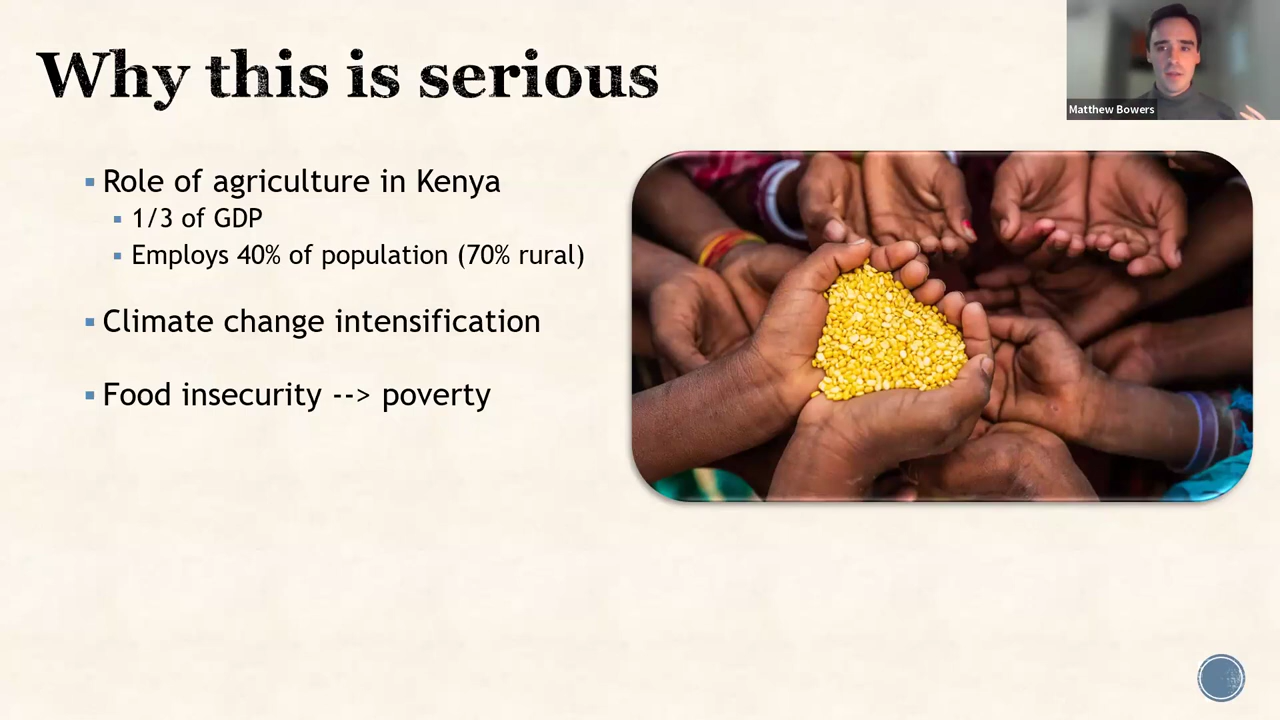 Why this is serious
Matthew Bowers
Role of agriculture in Kenya
1/3 of GDP
Employs 40% of population (70% rural)
Climate change intensification
Food insecurity --> poverty